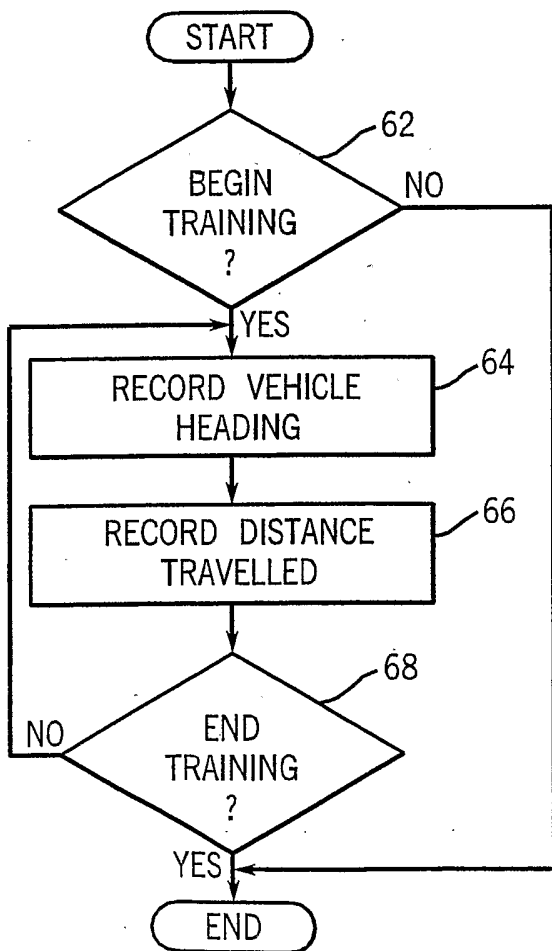 START
62
BEGIN
TRAINING
?
NO
YES
RECORD VEHICLE
HEADING
64
RECORD DISTANCE
TRAVELLED
66
68
END
TRAINING
?
NO
YES
END